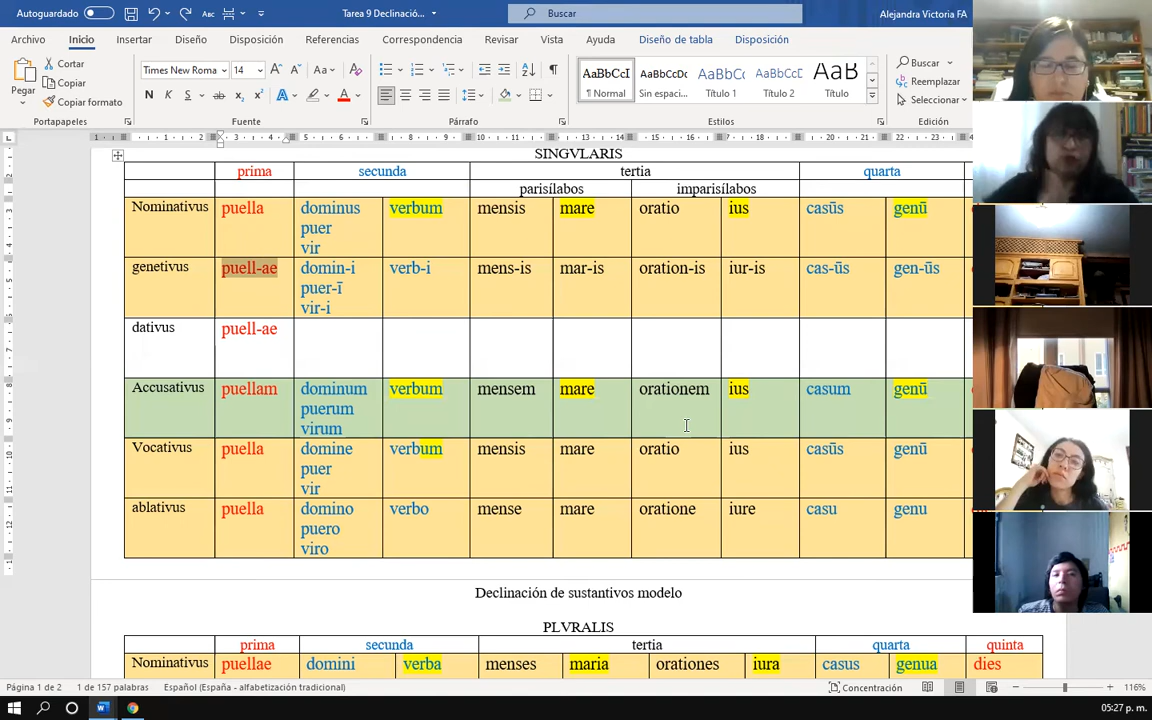 Autoguardado
Tarea 9 Declinació...
Buscar
Alejandra Victoria FA
Archivo Inicio Insertar Diseño Disposición Referencias Correspondencia Revisar Vista Ayuda Diseño de tabla Disposición
Pegar
Cortar
Copiar
Copiar formato
Portapapeles
Times New Roma 14
N K S
Fuente
Párrafo
AaBbCcI
¶ Normal
AaBbCcDc
Sin espaci...
AaBbCc
Título 1
AaBbCcD
Título 2
AaB
Título
Estilos
Buscar
Reemplazar
Seleccionar
Edición
SINGVLARIS
prima secunda tertia quarta
parisílabos imparisílabos
Nominativus puella dominus verbum mensis mare oratio ius casūs genū
puer
vir
genetivus puell-ae domin-i verb-i mens-is mar-is oration-is iur-is cas-ūs gen-ūs
puer-ī
vir-i
dativus puell-ae
Accusativus puellam dominum verbum mensem mare orationem ius casum genū
puerum
virum
Vocativus puella domine verbum mensis mare oratio ius casūs genū
puer
vir
ablativus puella domino verbo mense mare oratione iure casu genu
puero
viro
Declinación de sustantivos modelo
PLVRALIS
prima secunda tertia quarta quinta
Nominativus puellae domini verba menses maria orationes iura casus genua dies
Página 1 de 2 1 de 157 palabras Español (España - alfabetización tradicional) Concentración 116%
05:27 p. m.